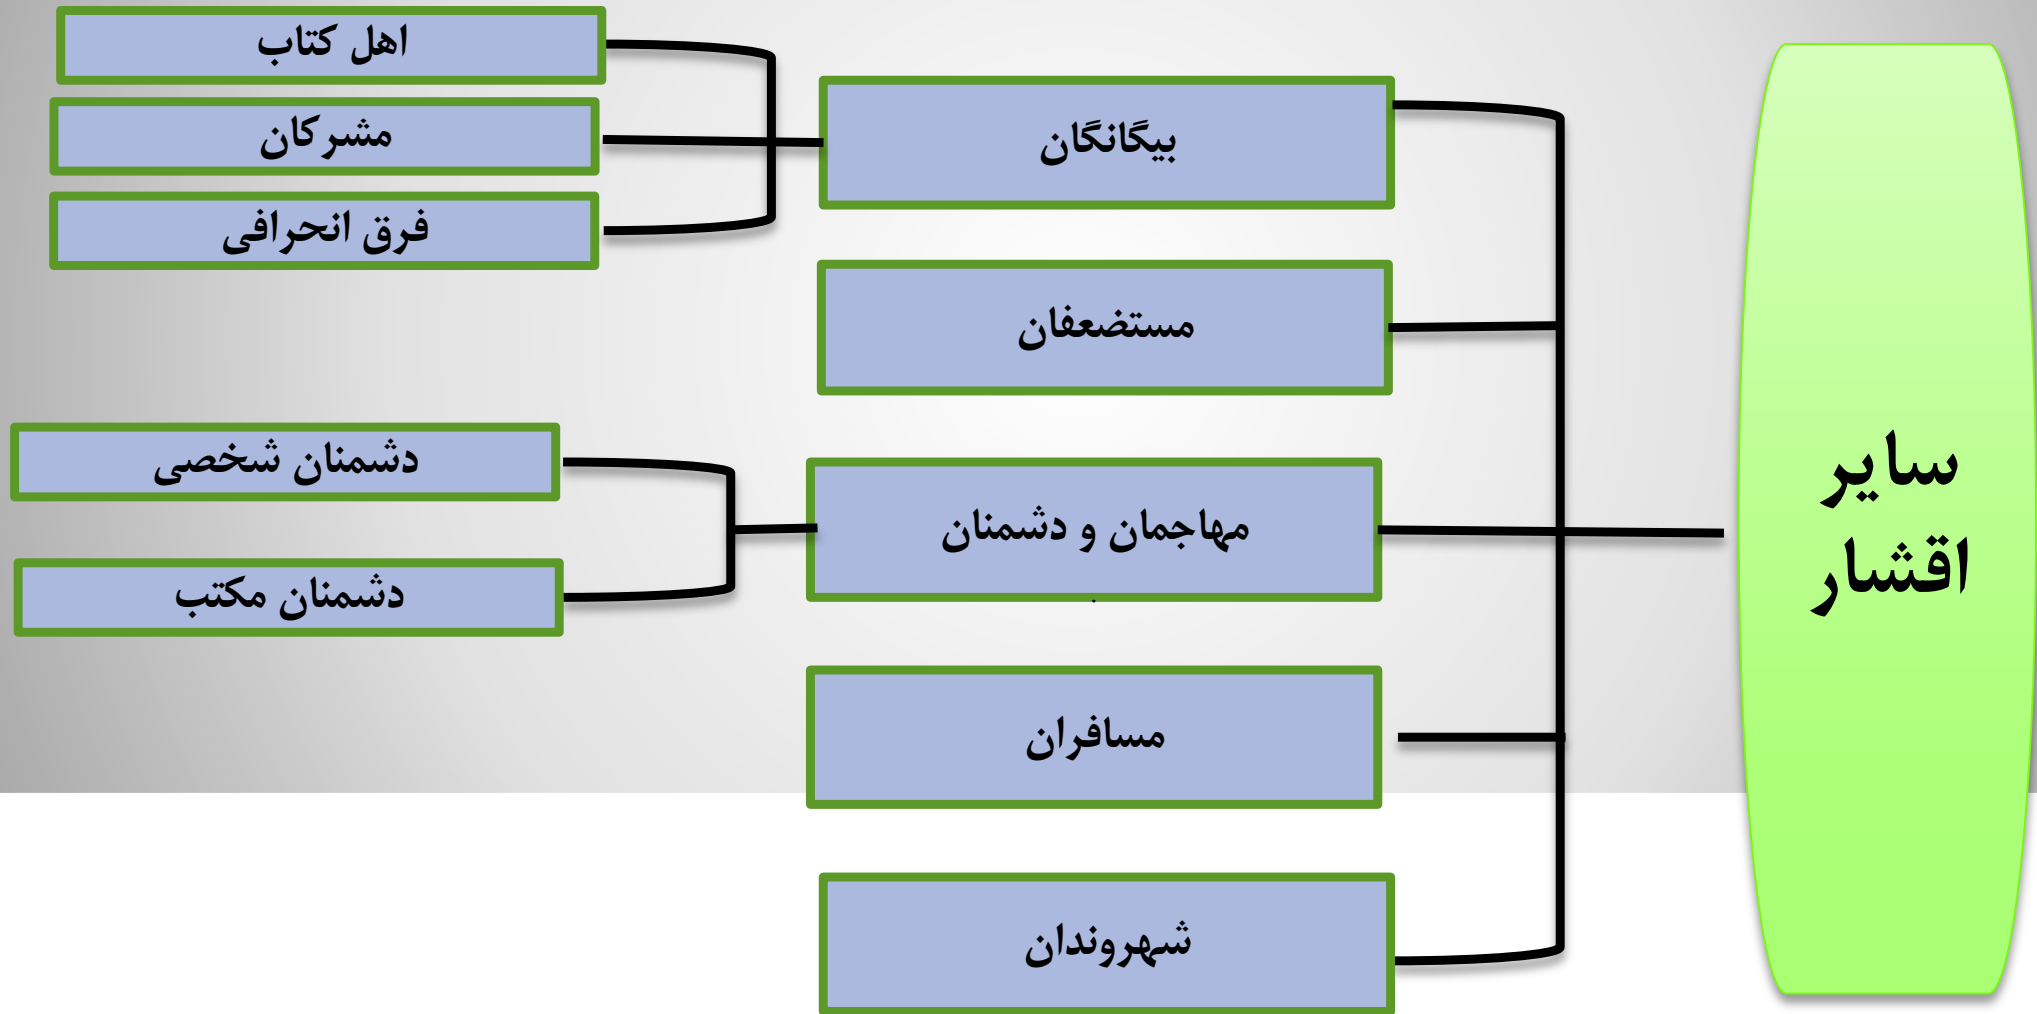 سایر
اقشار
بیگانگان
اهل کتاب
مشرکان
فرق انحرافی
مستضعفان
مهاجمان و دشمنان
.
دشمنان شخصی
دشمنان مکتب
مسافران
شهروندان